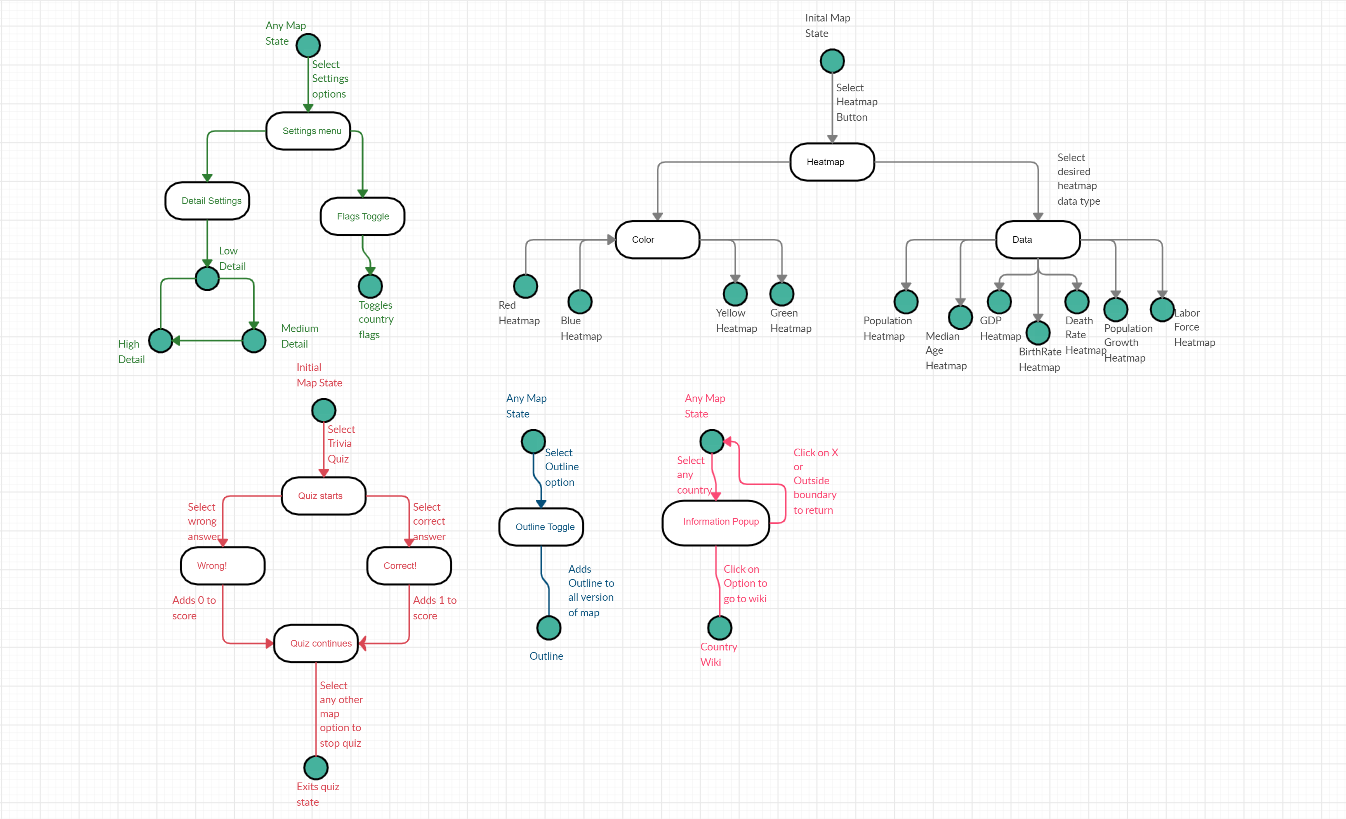 Any Map
State
Select
Settings
options
Settings menu
Detail Settings
Flags Toggle
Low
Detail
Toggles
country
flags
High
Detail
Medium
Detail
Inital Map
State
Select
Heatmap
Button
Heatmap
Select
desired
heatmap
data type
Color
Data
Red
Heatmap
Blue
Heatmap
Yellow
Heatmap
Green
Heatmap
Population
Heatmap
Median
Age
Heatmap
GDP
Heatmap
BirthRate
Heatmap
Death
Rate
Heatmap
Population
Growth
Heatmap
Labor
Force
Heatmap
Initial
Map State
Select
Trivia
Quiz
Quiz starts
Select
wrong
answer
Select
correct
answer
Wrong!
Correct!
Adds 0 to
score
Adds 1 to
score
Quiz continues
Select
any other
map
option to
stop quiz
Exits quiz
state
Any Map
State
Select
Outline
option
Outline Toggle
Adds
Outline to
all version
of map
Outline
Any Map
State
Select
any
country
Click on X
or
Outside
boundary
to return
Information Popup
Click on
Option to
go to wiki
Country
Wiki